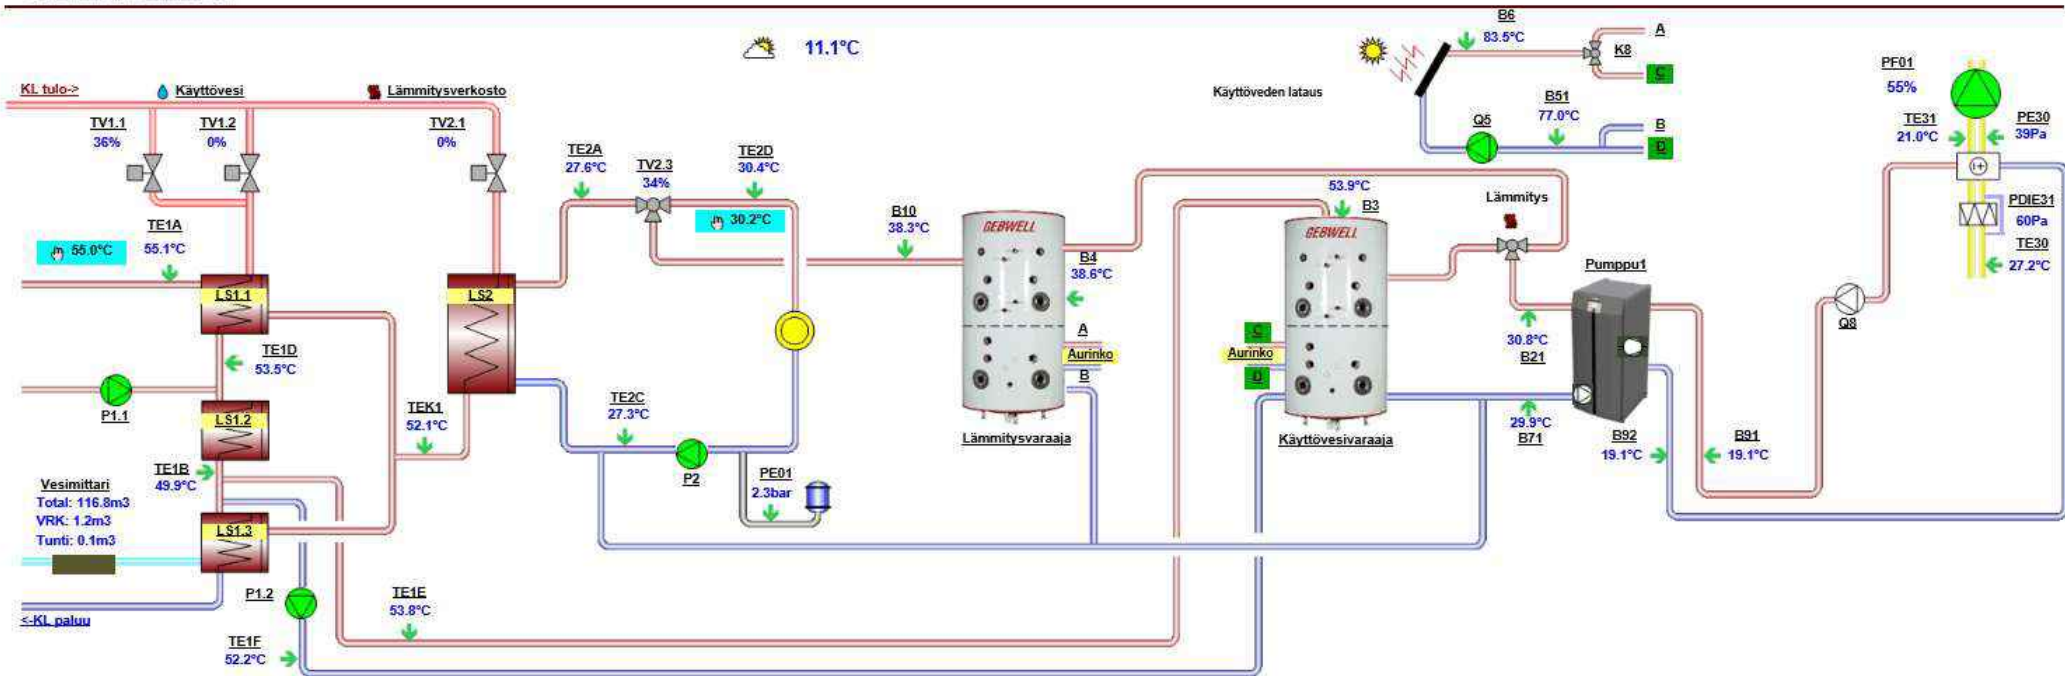 11.1°C
B6
83.5°C
A
K8
C
Käyttöveden lataus
B51
77.0°C
Q5
B
D
PF01
55%
TE31
21.0°C
PE30
39Pa
PDIE31
60Pa
TE30
27.2°C
KL tulo->
Käyttövesi
Lämmitysverkosto
TV1.1
36%
TV1.2
0%
TV2.1
0%
TE2A
27.6°C
TV2.3
34%
TE2D
30.4°C
30.2°C
TE1A
55.1°C
55.0°C
LS1.1
LS2
TE1D
53.5°C
P1.1
LS1.2
TEK1
52.1°C
TE1B
49.9°C
LS1.3
Vesimittari
Total: 116.8m3
VRK: 1.2m3
Tunti: 0.1m3
<-KL paluu
P1.2
TE1F
52.2°C
TE1E
53.8°C
TE2C
27.3°C
P2
PE01
2.3bar
B10
38.3°C
GEBWELL
B4
38.6°C
A
Aurinko
B
Lämmitysvaraaja
53.9°C
B3
GEBWELL
C
Aurinko
D
Käyttövesivaraaja
Lämmitys
Pumppu1
30.8°C
B21
29.9°C
B71
B92
19.1°C
B91
19.1°C
Q8